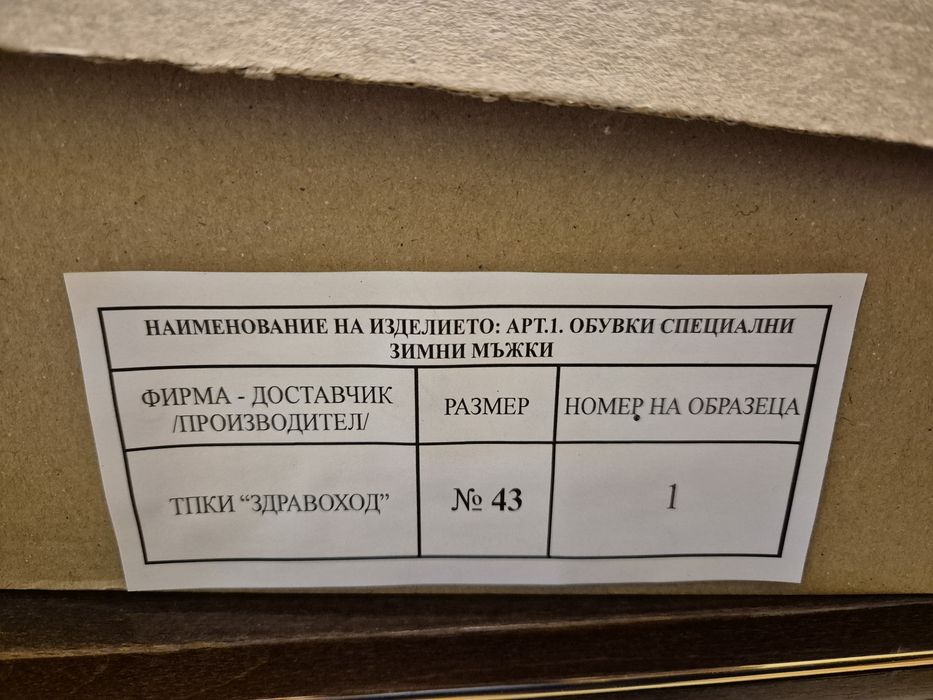 НАИМЕНОВАНИЕ НА ИЗДЕЛИЕТО: АРТ.1. ОБУВКИ СПЕЦИАЛНИ
ЗИМНИ МЪЖКИ
ФИРМА - ДОСТАВЧИК
/ПРОИЗВОДИТЕЛ/
РАЗМЕР
НОМЕР НА ОБРАЗЕЦА
ТПКИ “ЗДРАВОХОД”
№ 43
1